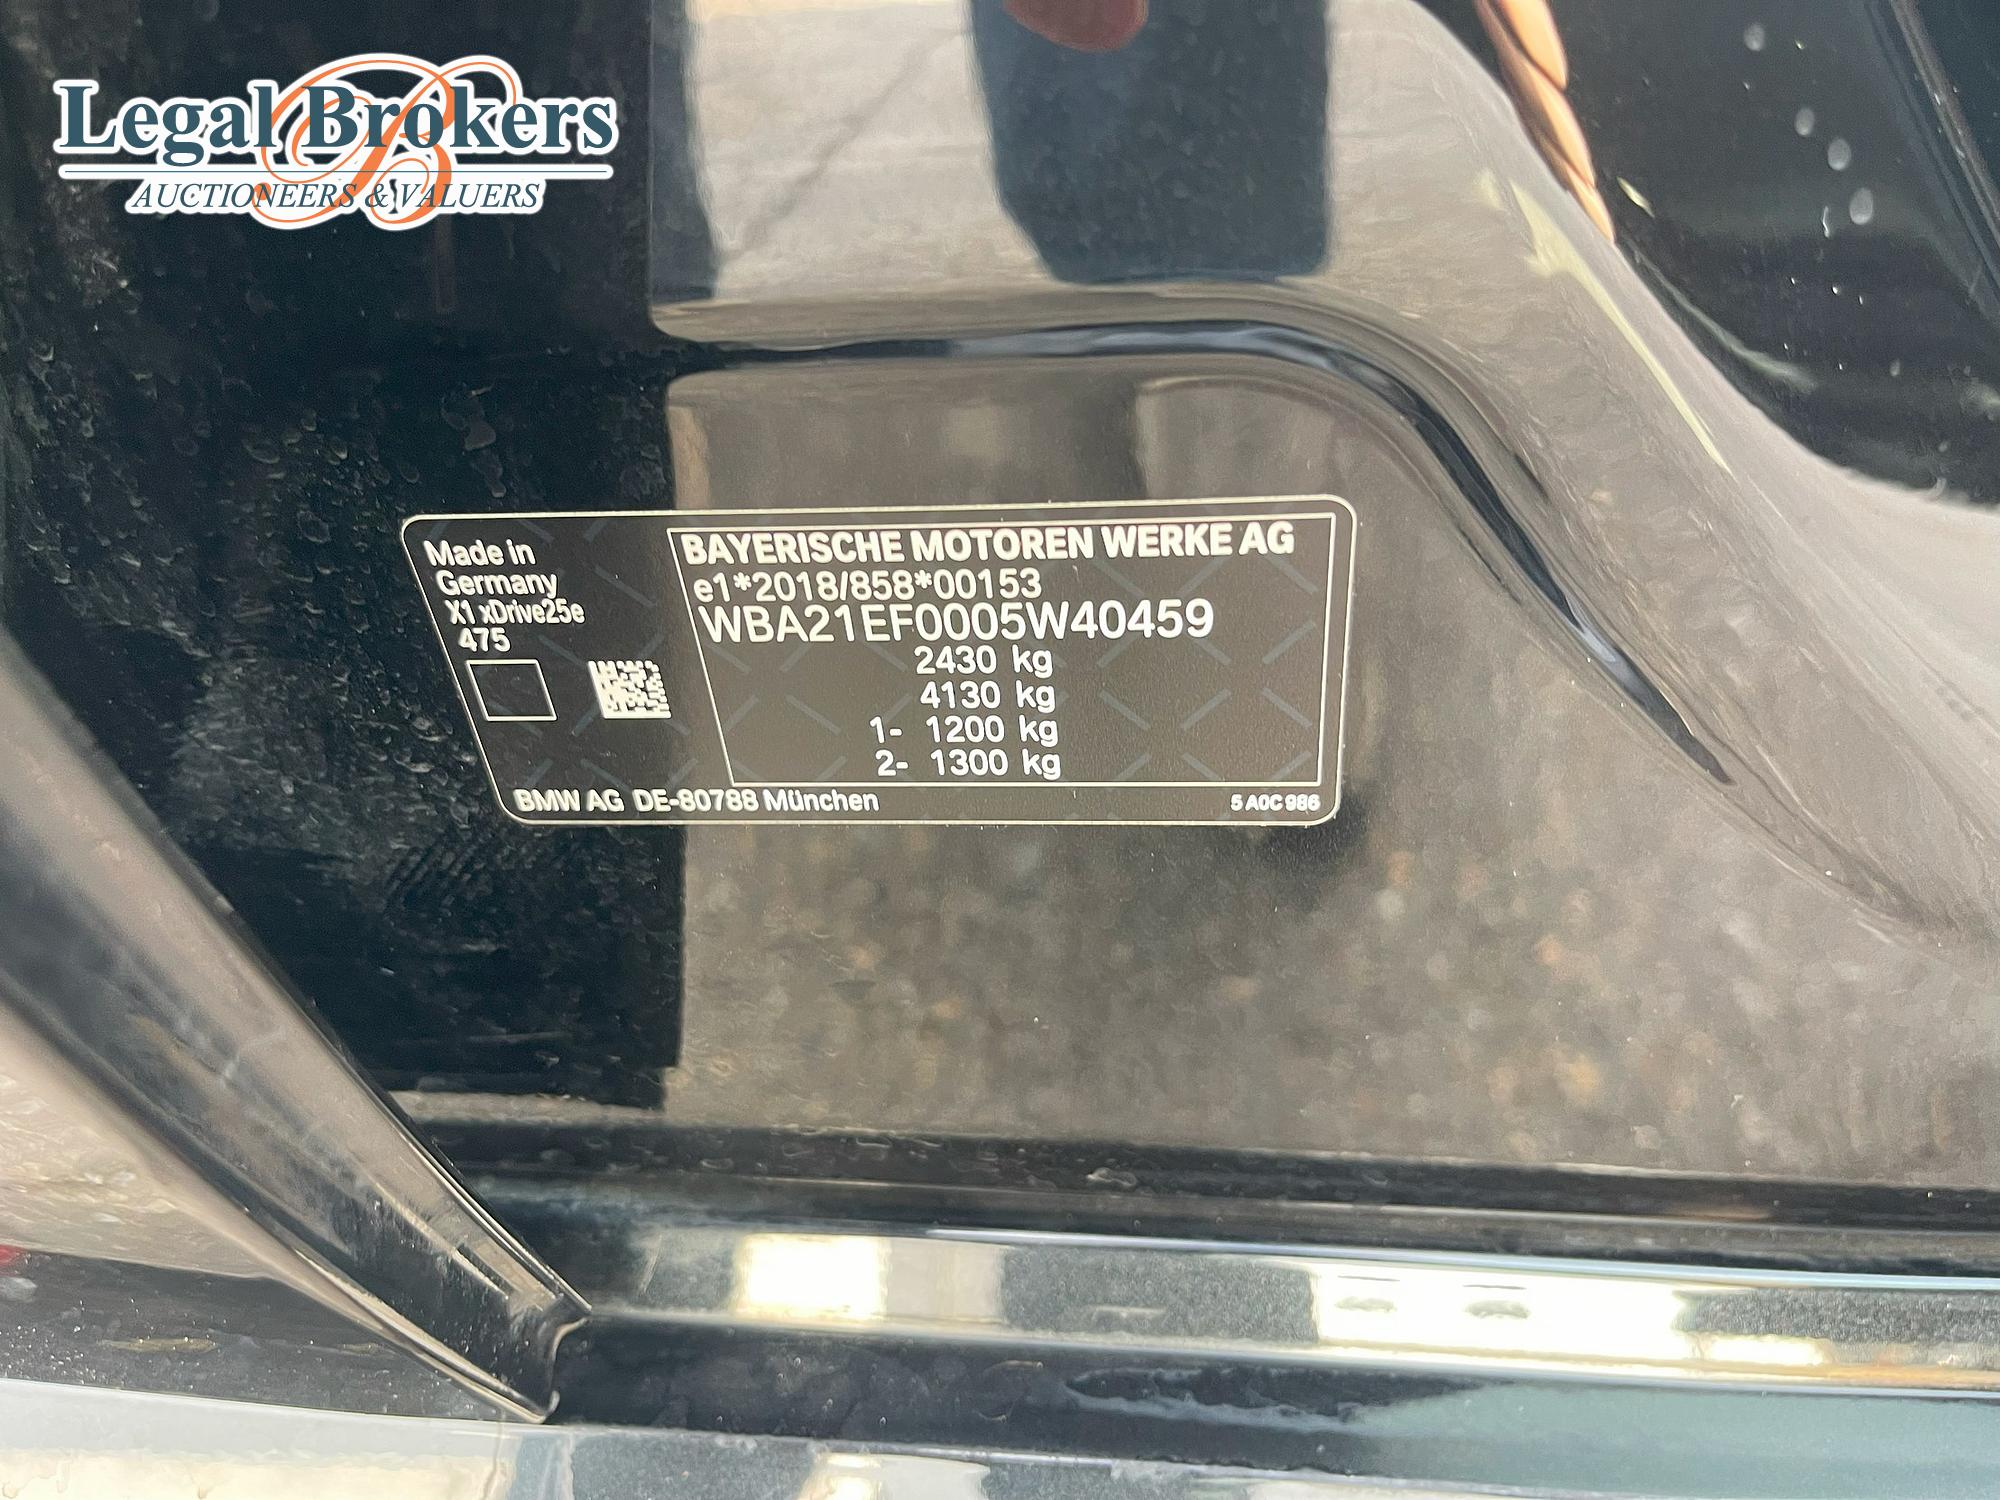 Legal Brokers
AUCTIONEERS & VALUERS
Made in
Germany
X1 xDrive25e
475
BAYERISCHE MOTOREN WERKE AG
e1*2018/858*00153
WBA21EF0005W40459
2430 kg
4130 kg
1- 1200 kg
2- 1300 kg
BMW AG DE-80788 München
5 A0C 986